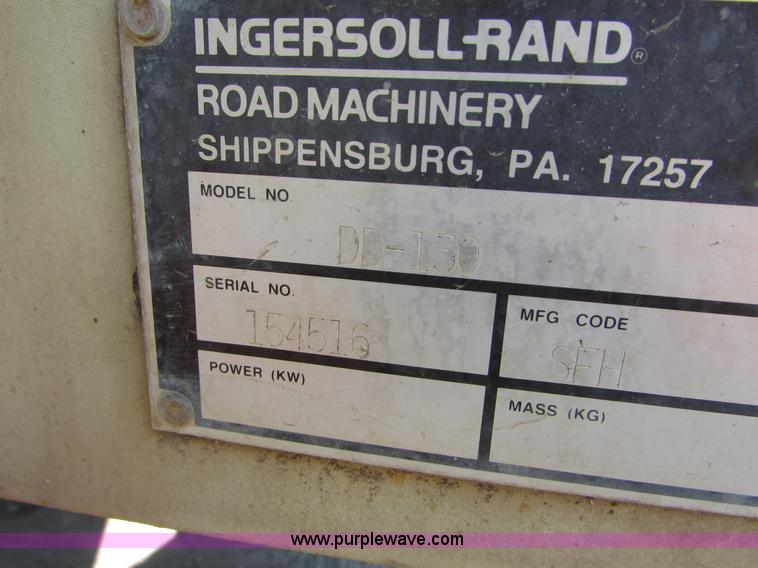 INGERSOLL-RAND®
ROAD MACHINERY
SHIPPENSBURG, PA. 17257
MODEL NO.
DD-130
SERIAL NO.
154516
MFG CODE
SFH
POWER (KW)
MASS (KG)
www.purplewave.com